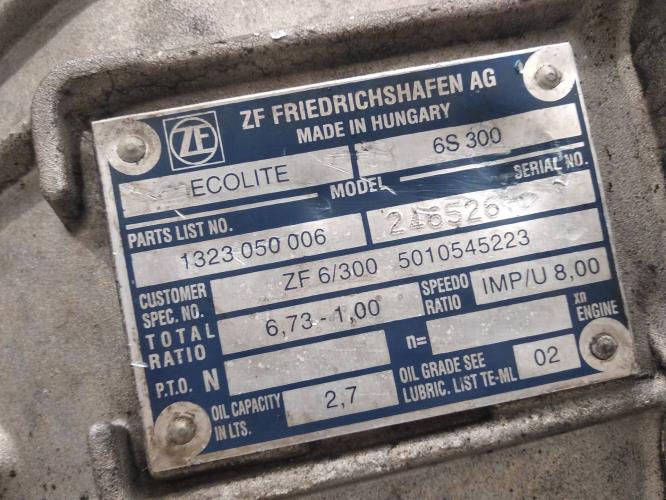 ZF
ZF FRIEDRICHSHAFEN AG
MADE IN HUNGARY
ECOLITE MODEL 6S 300
PARTS LIST NO. SERIAL NO.
1323 050 006
CUSTOMER SPEC. NO. ZF 6/300 5010545223
TOTAL RATIO 6,73 - 1,00 SPEEDO RATIO IMP/U 8,00
P.T.O. N n= xn ENGINE
OIL CAPACITY IN LTS. 2,7 OIL GRADE SEE LUBRIC. LIST TE-ML 02